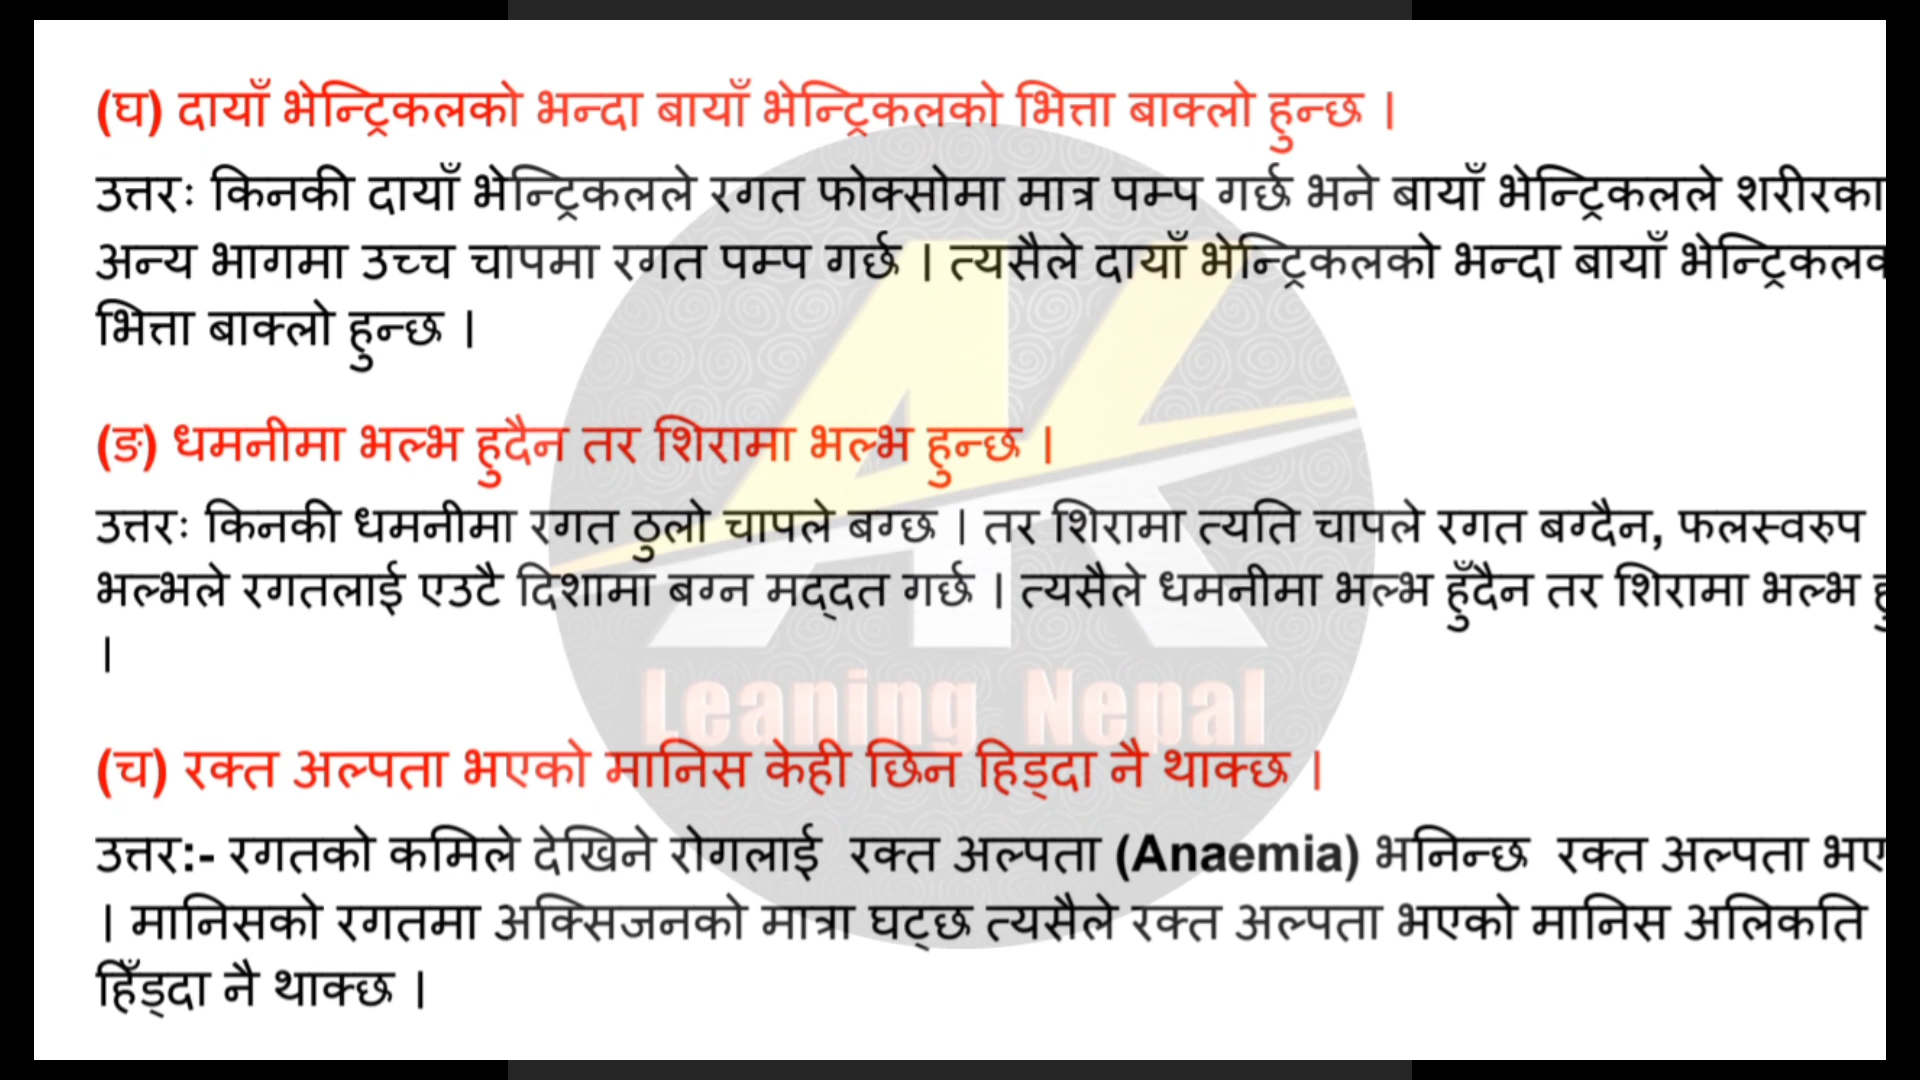 (घ) दायाँ भेन्ट्रिकलको भन्दा बायाँ भेन्ट्रिकलको भित्ता बाक्लो हुन्छ ।
उत्तरः किनकी दायाँ भेन्ट्रिकलले रगत फोक्सोमा मात्र पम्प गर्छ भने बायाँ भेन्ट्रिकलले शरीरका
अन्य भागमा उच्च चापमा रगत पम्प गर्छ । त्यसैले दायाँ भेन्ट्रिकलको भन्दा बायाँ
भित्ता बाक्लो हुन्छ ।
(ङ) धमनीमा भल्भ हुदैन तर शिरामा भल्भ हुन्छ ।
उत्तरः किनकी धमनीमा रगत ठुलो चापले बग्छ । तर शिरामा त्यति चापले रगत बग्दैन, फलस्वरुप
भल्भले रगतलाई एउटै दिशामा बग्न मद्दत गर्छ । त्यसैले धमनीमा भल्भ हुँदैन तर शिरामा भल्भ
।
(च) रक्त अल्पता भएको मानिस केही छिन हिड्दा नै थाक्छ ।
उत्तर:- रगतको कमिले देखिने रोगलाई रक्त अल्पता (Anaemia) भनिन्छ रक्त अल्पता भए
। मानिसको रगतमा अक्सिजनको मात्रा घट्छ त्यसैले रक्त अल्पता भएको मानिस अलिकति
हिँड्दा नै थाक्छ ।
AK
Leaning Nepal